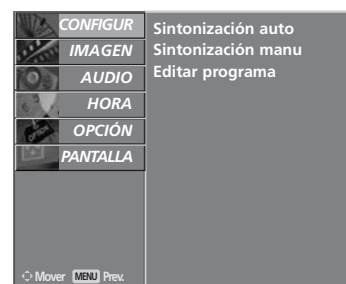 CONFIGUR
IMAGEN
AUDIO
HORA
OPCIÓN
PANTALLA
Sintonización auto
Sintonización manu
Editar programa
Mover MENU Prev.